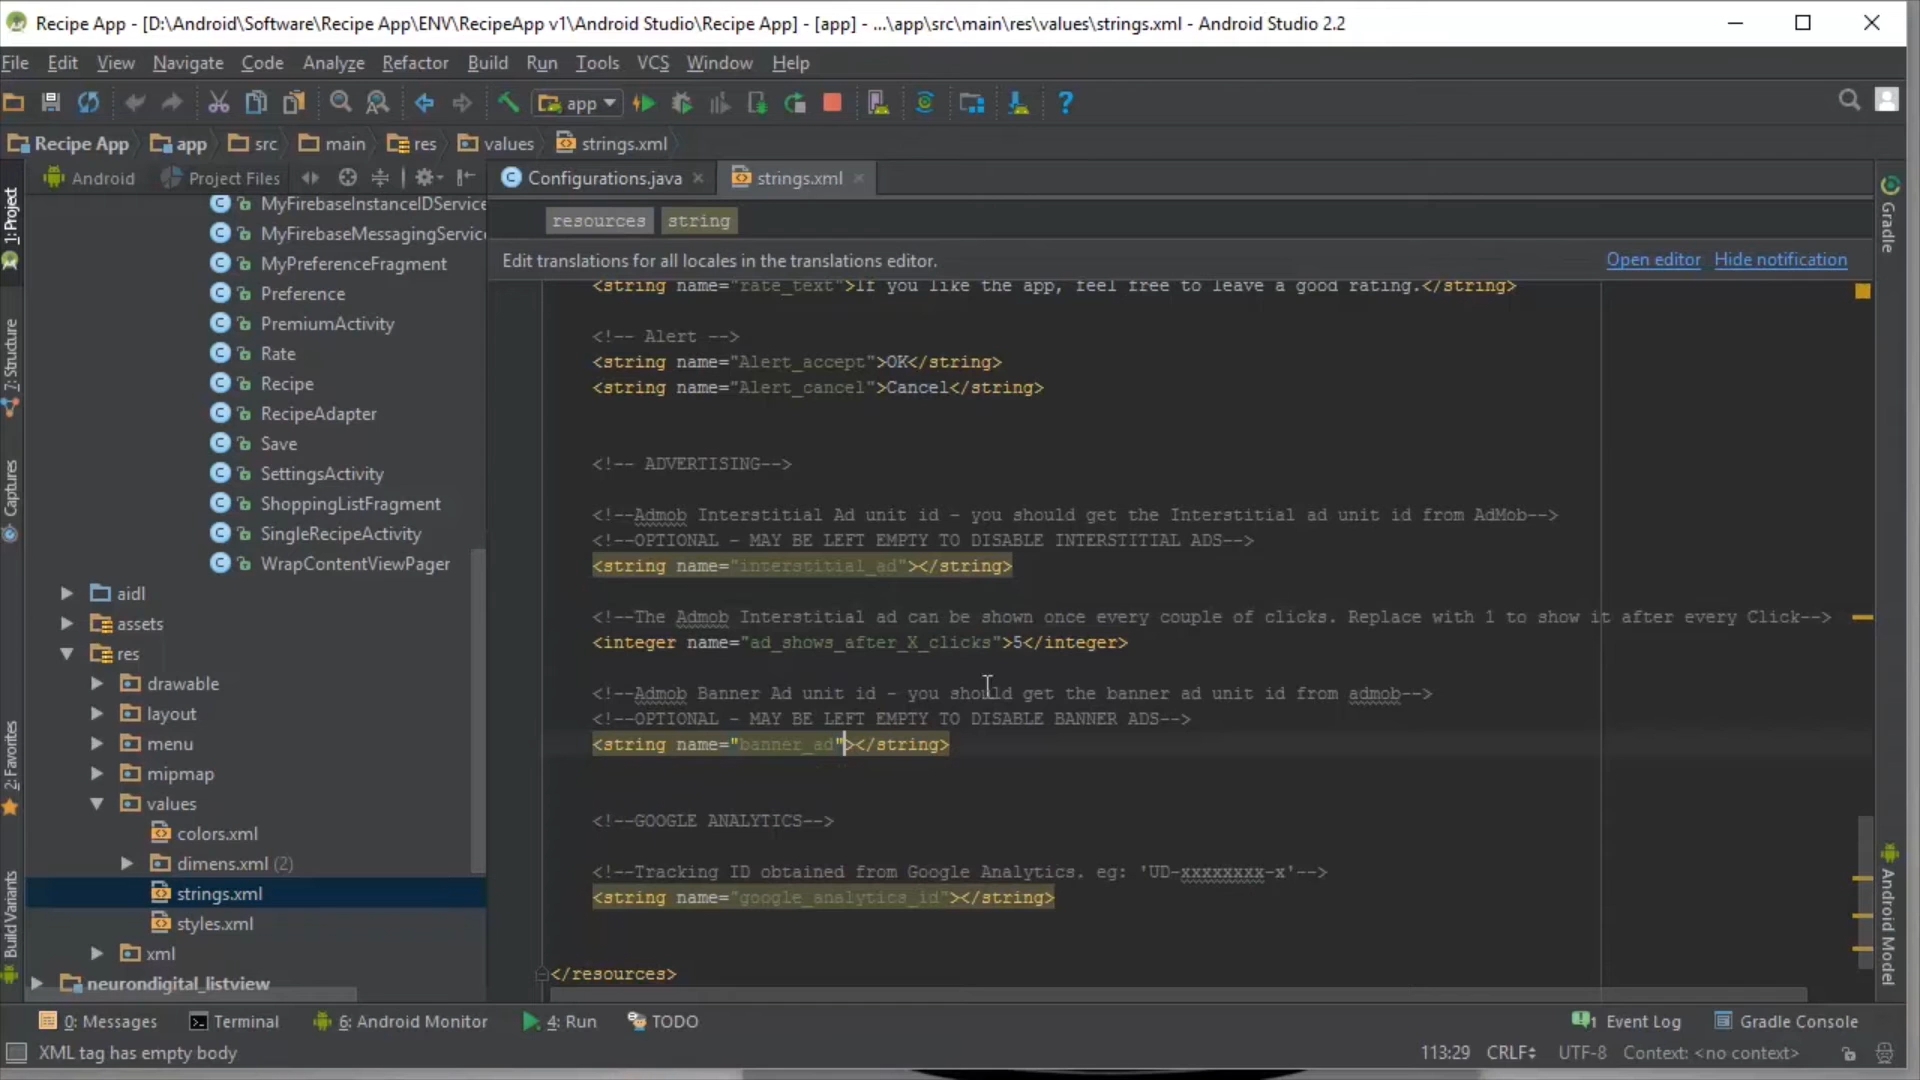 Recipe App - [D:\Android\Software\Recipe App\ENV\RecipeApp v1\Android Studio\Recipe App] - [app] - ...\app\src\main\res\values\strings.xml - Android Studio 2.2
File Edit View Navigate Code Analyze Refactor Build Run Tools VCS Window Help
app
Recipe App app src main res values strings.xml
Android Project Files
Configurations.java strings.xml
resources string
Edit translations for all locales in the translations editor. Open editor Hide notification
1: Project
7: Structure
Captures
2: Favorites
Build Variants
MyFirebaseInstanceIDService
MyFirebaseMessagingServic
MyPreferenceFragment
Preference
PremiumActivity
Rate
Recipe
RecipeAdapter
Save
SettingsActivity
ShoppingListFragment
SingleRecipeActivity
WrapContentViewPager
aidl
assets
res
drawable
layout
menu
mipmap
values
colors.xml
dimens.xml (2)
strings.xml
styles.xml
xml
neurondigital_listview
<string name="rate_text">If you like the app, feel free to leave a good rating.</string>
<!-- Alert -->
<string name="Alert_accept">OK</string>
<string name="Alert_cancel">Cancel</string>
<!-- ADVERTISING-->
<!--Admob Interstitial Ad unit id - you should get the Interstitial ad unit id from AdMob-->
<!--OPTIONAL - MAY BE LEFT EMPTY TO DISABLE INTERSTITIAL ADS-->
<string name="interstitial_ad"></string>
<!--The Admob Interstitial ad can be shown once every couple of clicks. Replace with 1 to show it after every Click-->
<integer name="ad_shows_after_X_clicks">5</integer>
<!--Admob Banner Ad unit id - you should get the banner ad unit id from admob-->
<!--OPTIONAL - MAY BE LEFT EMPTY TO DISABLE BANNER ADS-->
<string name="banner_ad"></string>
<!--GOOGLE ANALYTICS-->
<!--Tracking ID obtained from Google Analytics. eg: 'UD-xxxxxxxx-x'-->
<string name="google_analytics_id"></string>
</resources>
Gradle
Android Model
0: Messages Terminal 6: Android Monitor 4: Run TODO 1 Event Log Gradle Console
XML tag has empty body 113:29 CRLF UTF-8 Context: <no context>